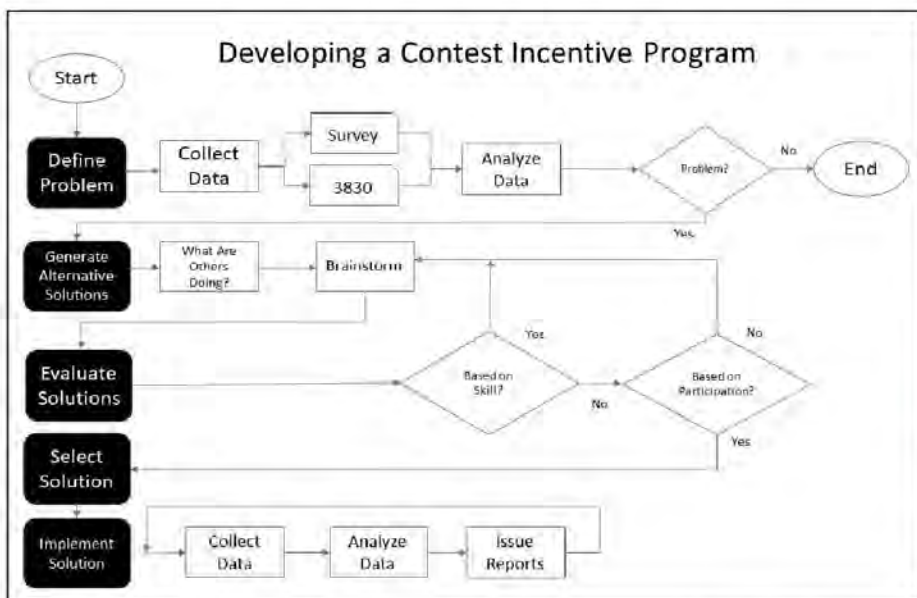 Developing a Contest Incentive Program
Start
Define
Problem
Collect
Data
Survey
3830
Analyze
Data
Problem?
No
End
Yes
Generate
Alternative
Solutions
What Are
Others
Doing?
Brainstorm
Evaluate
Solutions
Based on
Skill?
Yes
No
Based on
Participation?
No
Yes
Select
Solution
Implement
Solution
Collect
Data
Analyze
Data
Issue
Reports